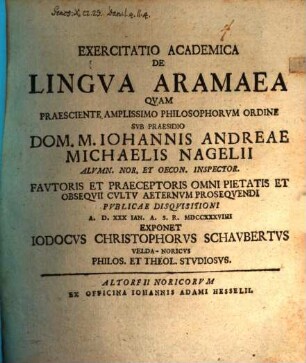 EXERCITATIO ACADEMICA
DE
LINGVA ARAMAEA
QVAM
PRAESCIENTE, AMPLISSIMO PHILOSOPHORVM ORDINE
SVB PRAESIDIO
DOM. M. IOHANNIS ANDREAE
MICHAELIS NAGELII
ALVMN. NOR. ET OECON. INSPECTOR.
FAVTORIS ET PRAECEPTORIS OMNI PIETATIS ET
OBSEQVII CVLTV AETERNVM PROSEQVENDI
PVBLICAE DISQVISITIONI
A. D. XXX IAN. A. S. R. MDCCXXXVIIII
EXPONET
IODOCVS CHRISTOPHORVS SCHAVBERTVS
VELDA-NORICVS
PHILOS. ET THEOL. STVDIOSVS.
ALTORFII NORICORVM
EX OFFICINA IOHANNIS ADAMI HESSELII.